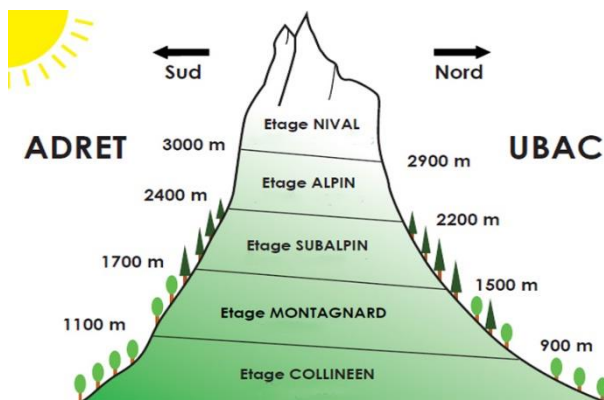 Sud
Nord
ADRET
UBAC
Etage NIVAL
3000 m
2900 m
Etage ALPIN
2400 m
2200 m
Etage SUBALPIN
1700 m
1500 m
Etage MONTAGNARD
1100 m
900 m
Etage COLLINEEN